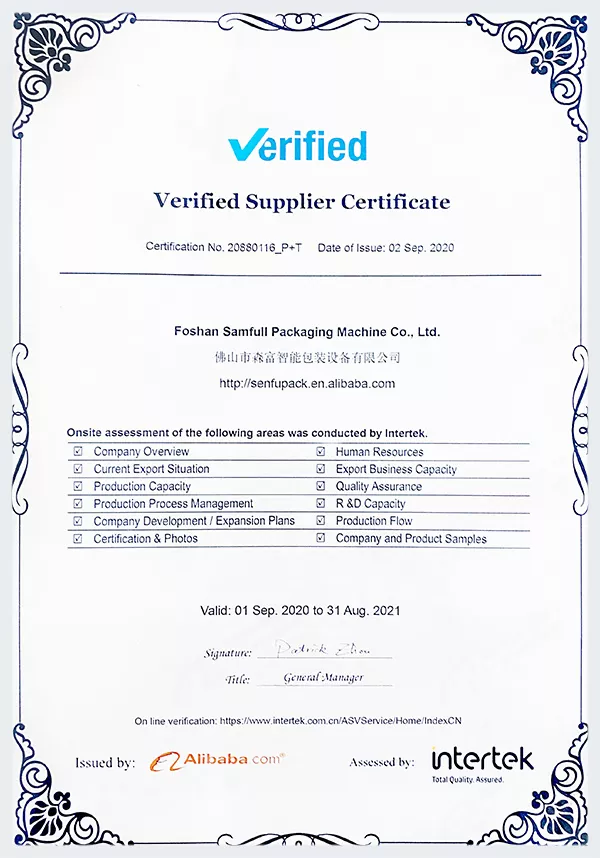 Verified
Verified Supplier Certificate
Certification No. 20880116_P+T Date of Issue: 02 Sep. 2020
Foshan Samfull Packaging Machine Co., Ltd.
佛山市森富智能包装设备有限公司
http://senfupack.en.alibaba.com
Onsite assessment of the following areas was conducted by Intertek.
☑ Company Overview ☑ Human Resources
☑ Current Export Situation ☑ Export Business Capacity
☑ Production Capacity ☑ Quality Assurance
☑ Production Process Management ☑ R &D Capacity
☑ Company Development / Expansion Plans ☑ Production Flow
☑ Certification & Photos ☑ Company and Product Samples
Valid: 01 Sep. 2020 to 31 Aug. 2021
Signature: Patrick Zhou
Title: General Manager
On line verification: https://www.intertek.com.cn/ASVService/Home/IndexCN
Issued by: Alibaba.com® Assessed by: intertek
Total Quality. Assured.